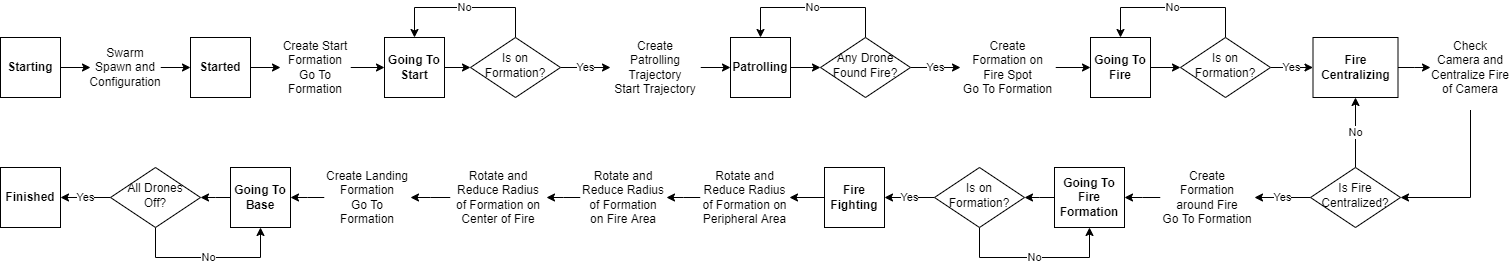 No
No
No
Starting
Swarm
Spawn and
Configuration
Started
Create Start
Formation
Go To
Formation
Going To
Start
Is on
Formation?
Yes
Create
Patrolling
Trajectory
Start Trajectory
Patrolling
Any Drone
Found Fire?
Yes
Create
Formation on
Fire Spot
Go To Formation
Going To
Fire
Is on
Formation?
Yes
Fire
Centralizing
Check
Camera and
Centralize Fire
of Camera
No
Is Fire
Centralized?
Yes
Create
Formation
around Fire
Go To Formation
Going To
Fire
Formation
Is on
Formation?
No
Yes
Fire
Fighting
Rotate and
Reduce Radius
of Formation on
Peripheral Area
Rotate and
Reduce Radius
of Formation
on Fire Area
Rotate and
Reduce Radius
of Formation on
Center of Fire
Create Landing
Formation
Go To
Formation
Going To
Base
All Drones
Off?
No
Yes
Finished